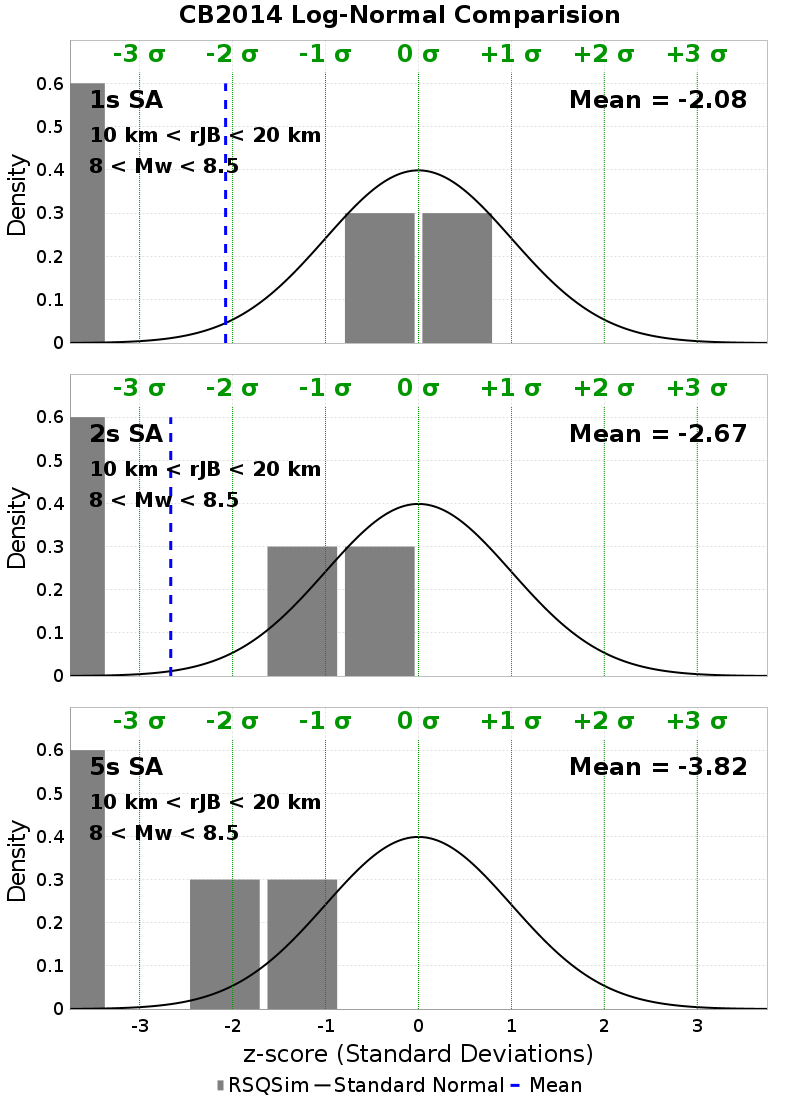 CB2014 Log-Normal Comparision
-3 σ -2 σ -1 σ 0 σ +1 σ +2 σ +3 σ
1s SA Mean = -2.08
10 km < rJB < 20 km
8 < Mw < 8.5
Density
0.6
0.5
0.4
0.3
0.2
0.1
0
-3 σ -2 σ -1 σ 0 σ +1 σ +2 σ +3 σ
2s SA Mean = -2.67
10 km < rJB < 20 km
8 < Mw < 8.5
Density
0.6
0.5
0.4
0.3
0.2
0.1
0
-3 σ -2 σ -1 σ 0 σ +1 σ +2 σ +3 σ
5s SA Mean = -3.82
10 km < rJB < 20 km
8 < Mw < 8.5
Density
0.6
0.5
0.4
0.3
0.2
0.1
0
-3 -2 -1 0 1 2 3
z-score (Standard Deviations)
RSQSim Standard Normal Mean